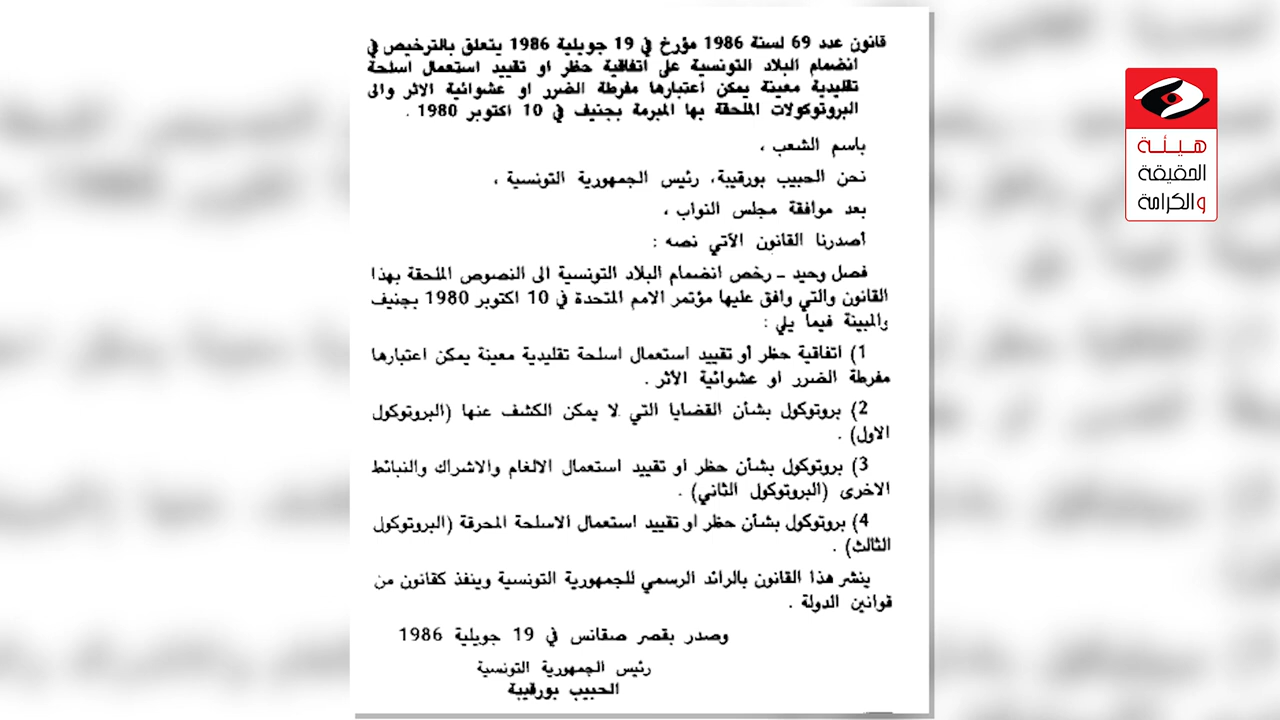 قانون عدد 69 لسنة 1986 مؤرخ في 19 جويلية 1986 يتعلق بالترخيص في
انضمام البلاد التونسية على اتفاقية حظر او تقييد استعمال اسلحة
تقليدية معينة يمكن اعتبارها مفرطة الضرر او عشوائية الاثر والى
البروتوكولات الملحقة بها المبرمة بجنيف في 10 اكتوبر 1980 .
باسم الشعب ،
نحن الحبيب بورقيبة، رئيس الجمهورية التونسية ،
بعد موافقة مجلس النواب ،
أصدرنا القانون الآتي نصه :
فصل وحيد ـ رخص انضمام البلاد التونسية الى النصوص الملحقة بهذا
القانون والتي وافق عليها مؤتمر الامم المتحدة في 10 اكتوبر 1980 بجنيف
والمبينة فيما يلي :
1) اتفاقية حظر أو تقييد استعمال اسلحة تقليدية معينة يمكن اعتبارها
مفرطة الضرر او عشوائية الأثر .
2) بروتوكول بشأن القضايا التي لا يمكن الكشف عنها (البروتوكول
الاول) .
3) بروتوكول بشأن حظر او تقييد استعمال الالغام والاشراك والنبائط
الاخرى (البروتوكول الثاني) .
4) بروتوكول بشأن حظر او تقييد استعمال الاسلحة المحرقة (البروتوكول
الثالث) .
ينشر هذا القانون بالرائد الرسمي للجمهورية التونسية وينفذ كقانون من
قوانين الدولة .
وصدر بقصر صقانس في 19 جويلية 1986
رئيس الجمهورية التونسية
الحبيب بورقيبة
هيئة
الحقيقة
والكرامة